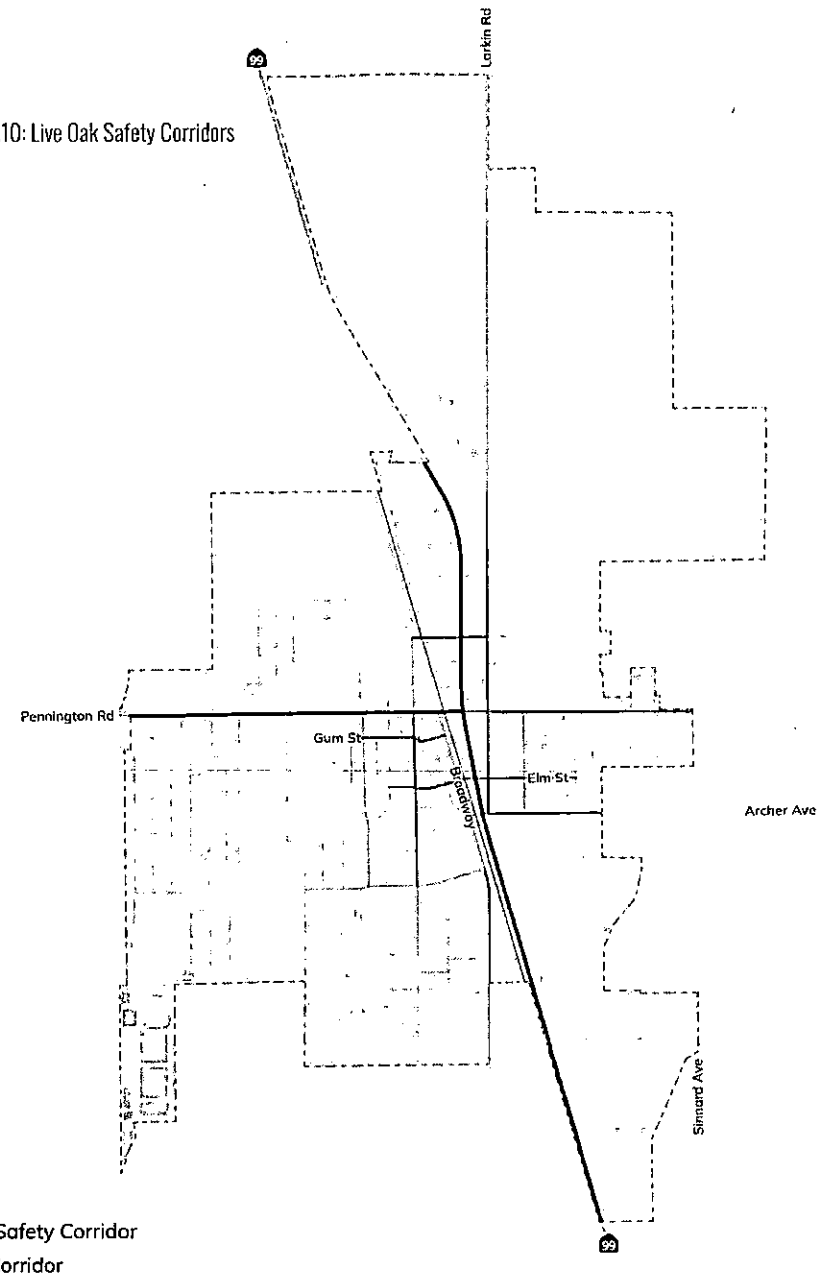 99
Larkin Rd
10: Live Oak Safety Corridors
Pennington Rd
Gum St
Broadway
Elm St
Archer Ave
Sinnard Ave
Safety Corridor
orridor
99